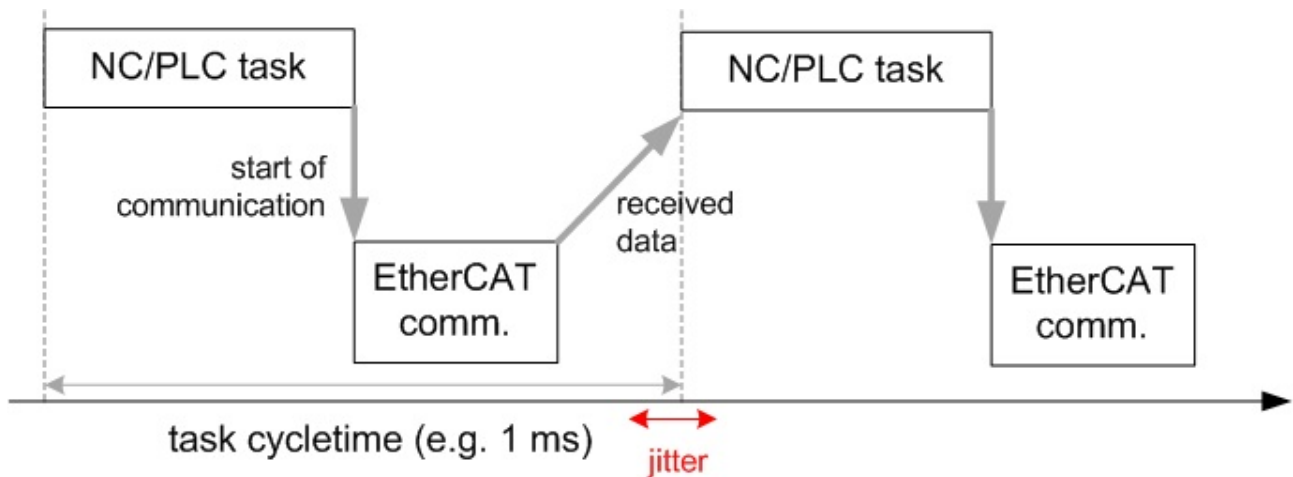 NC/PLC task
NC/PLC task
start of
communication
received
data
EtherCAT
comm.
EtherCAT
comm.
task cycletime (e.g. 1 ms)
jitter